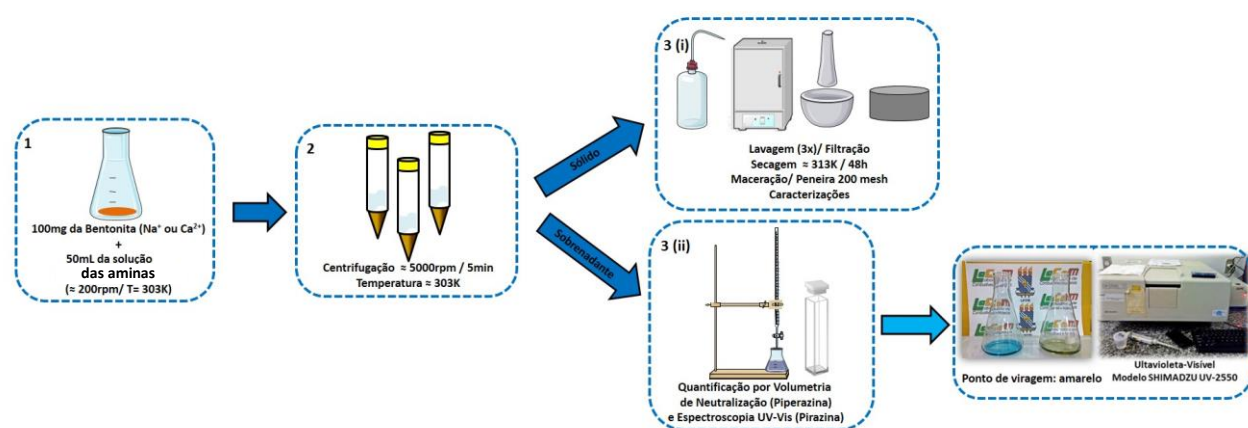 1
100mg da Bentonita (Na⁺ ou Ca²⁺)
+
50mL da solução
das aminas
(≈ 200rpm/ T= 303K)
2
Centrifugação ≈ 5000rpm / 5min
Temperatura ≈ 303K
Sólido
Sobrenadante
3 (i)
Lavagem (3x)/ Filtração
Secagem ≈ 313K / 48h
Maceração/ Peneira 200 mesh
Caracterizações
3 (ii)
Quantificação por Volumetria
de Neutralização (Piperazina)
e Espectroscopia UV-Vis (Pirazina)
Ponto de viragem: amarelo
Ultavioleta-Visível
Modelo SHIMADZU UV-2550